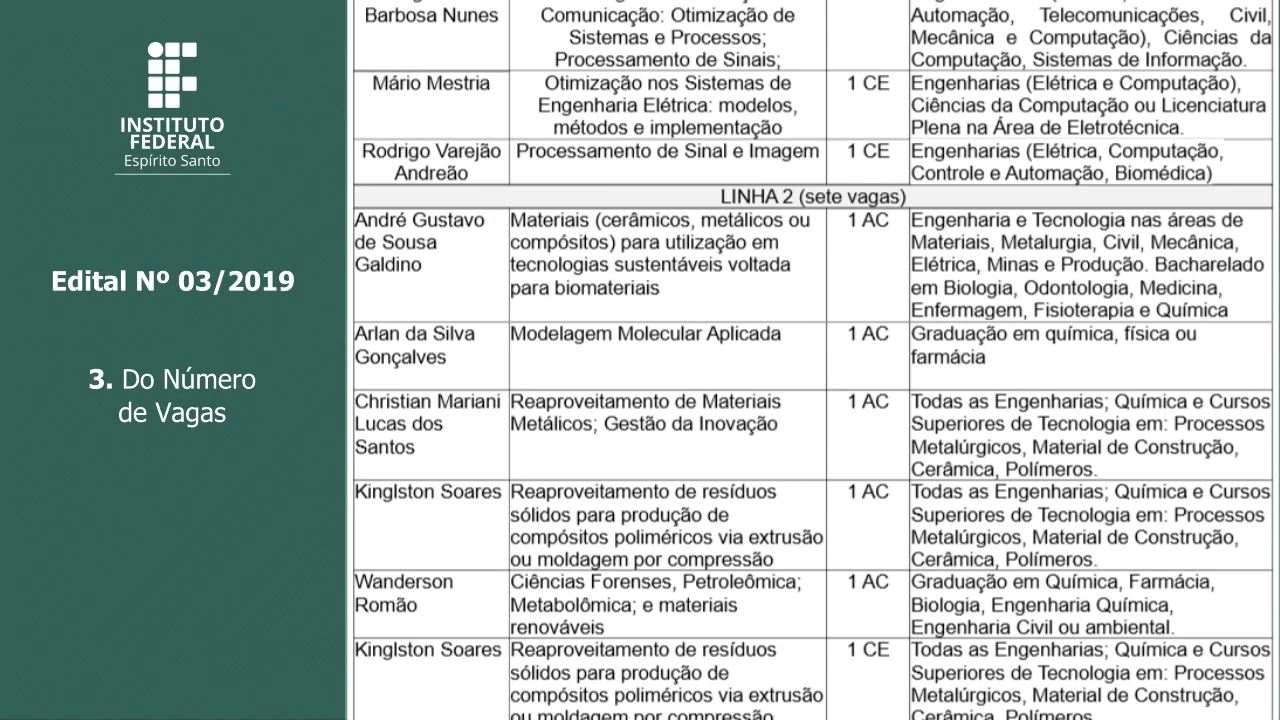 INSTITUTO
FEDERAL
Espírito Santo
Edital Nº 03/2019
3. Do Número
de Vagas
Barbosa Nunes
Comunicação: Otimização de
Sistemas e Processos;
Processamento de Sinais;
Automação, Telecomunicações, Civil,
Mecânica e Computação), Ciências da
Computação, Sistemas de Informação.
Mário Mestria
Otimização nos Sistemas de
Engenharia Elétrica: modelos,
métodos e implementação
1 CE
Engenharias (Elétrica e Computação),
Ciências da Computação ou Licenciatura
Plena na Área de Eletrotécnica.
Rodrigo Varejão
Andreão
Processamento de Sinal e Imagem
1 CE
Engenharias (Elétrica, Computação,
Controle e Automação, Biomédica)
LINHA 2 (sete vagas)
André Gustavo
de Sousa
Galdino
Materiais (cerâmicos, metálicos ou
compósitos) para utilização em
tecnologias sustentáveis voltada
para biomateriais
1 AC
Engenharia e Tecnologia nas áreas de
Materiais, Metalurgia, Civil, Mecânica,
Elétrica, Minas e Produção. Bacharelado
em Biologia, Odontologia, Medicina,
Enfermagem, Fisioterapia e Química
Arlan da Silva
Gonçalves
Modelagem Molecular Aplicada
1 AC
Graduação em química, física ou
farmácia
Christian Mariani
Lucas dos
Santos
Reaproveitamento de Materiais
Metálicos; Gestão da Inovação
1 AC
Todas as Engenharias; Química e Cursos
Superiores de Tecnologia em: Processos
Metalúrgicos, Material de Construção,
Cerâmica, Polímeros.
Kinglston Soares
Reaproveitamento de resíduos
sólidos para produção de
compósitos poliméricos via extrusão
ou moldagem por compressão
1 AC
Todas as Engenharias; Química e Cursos
Superiores de Tecnologia em: Processos
Metalúrgicos, Material de Construção,
Cerâmica, Polímeros.
Wanderson
Romão
Ciências Forenses, Petroleômica;
Metabolômica; e materiais
renováveis
1 AC
Graduação em Química, Farmácia,
Biologia, Engenharia Química,
Engenharia Civil ou ambiental.
Kinglston Soares
Reaproveitamento de resíduos
sólidos para produção de
compósitos poliméricos via extrusão
ou moldagem por compressão
1 CE
Todas as Engenharias; Química e Cursos
Superiores de Tecnologia em: Processos
Metalúrgicos, Material de Construção,
Cerâmica, Polímeros.